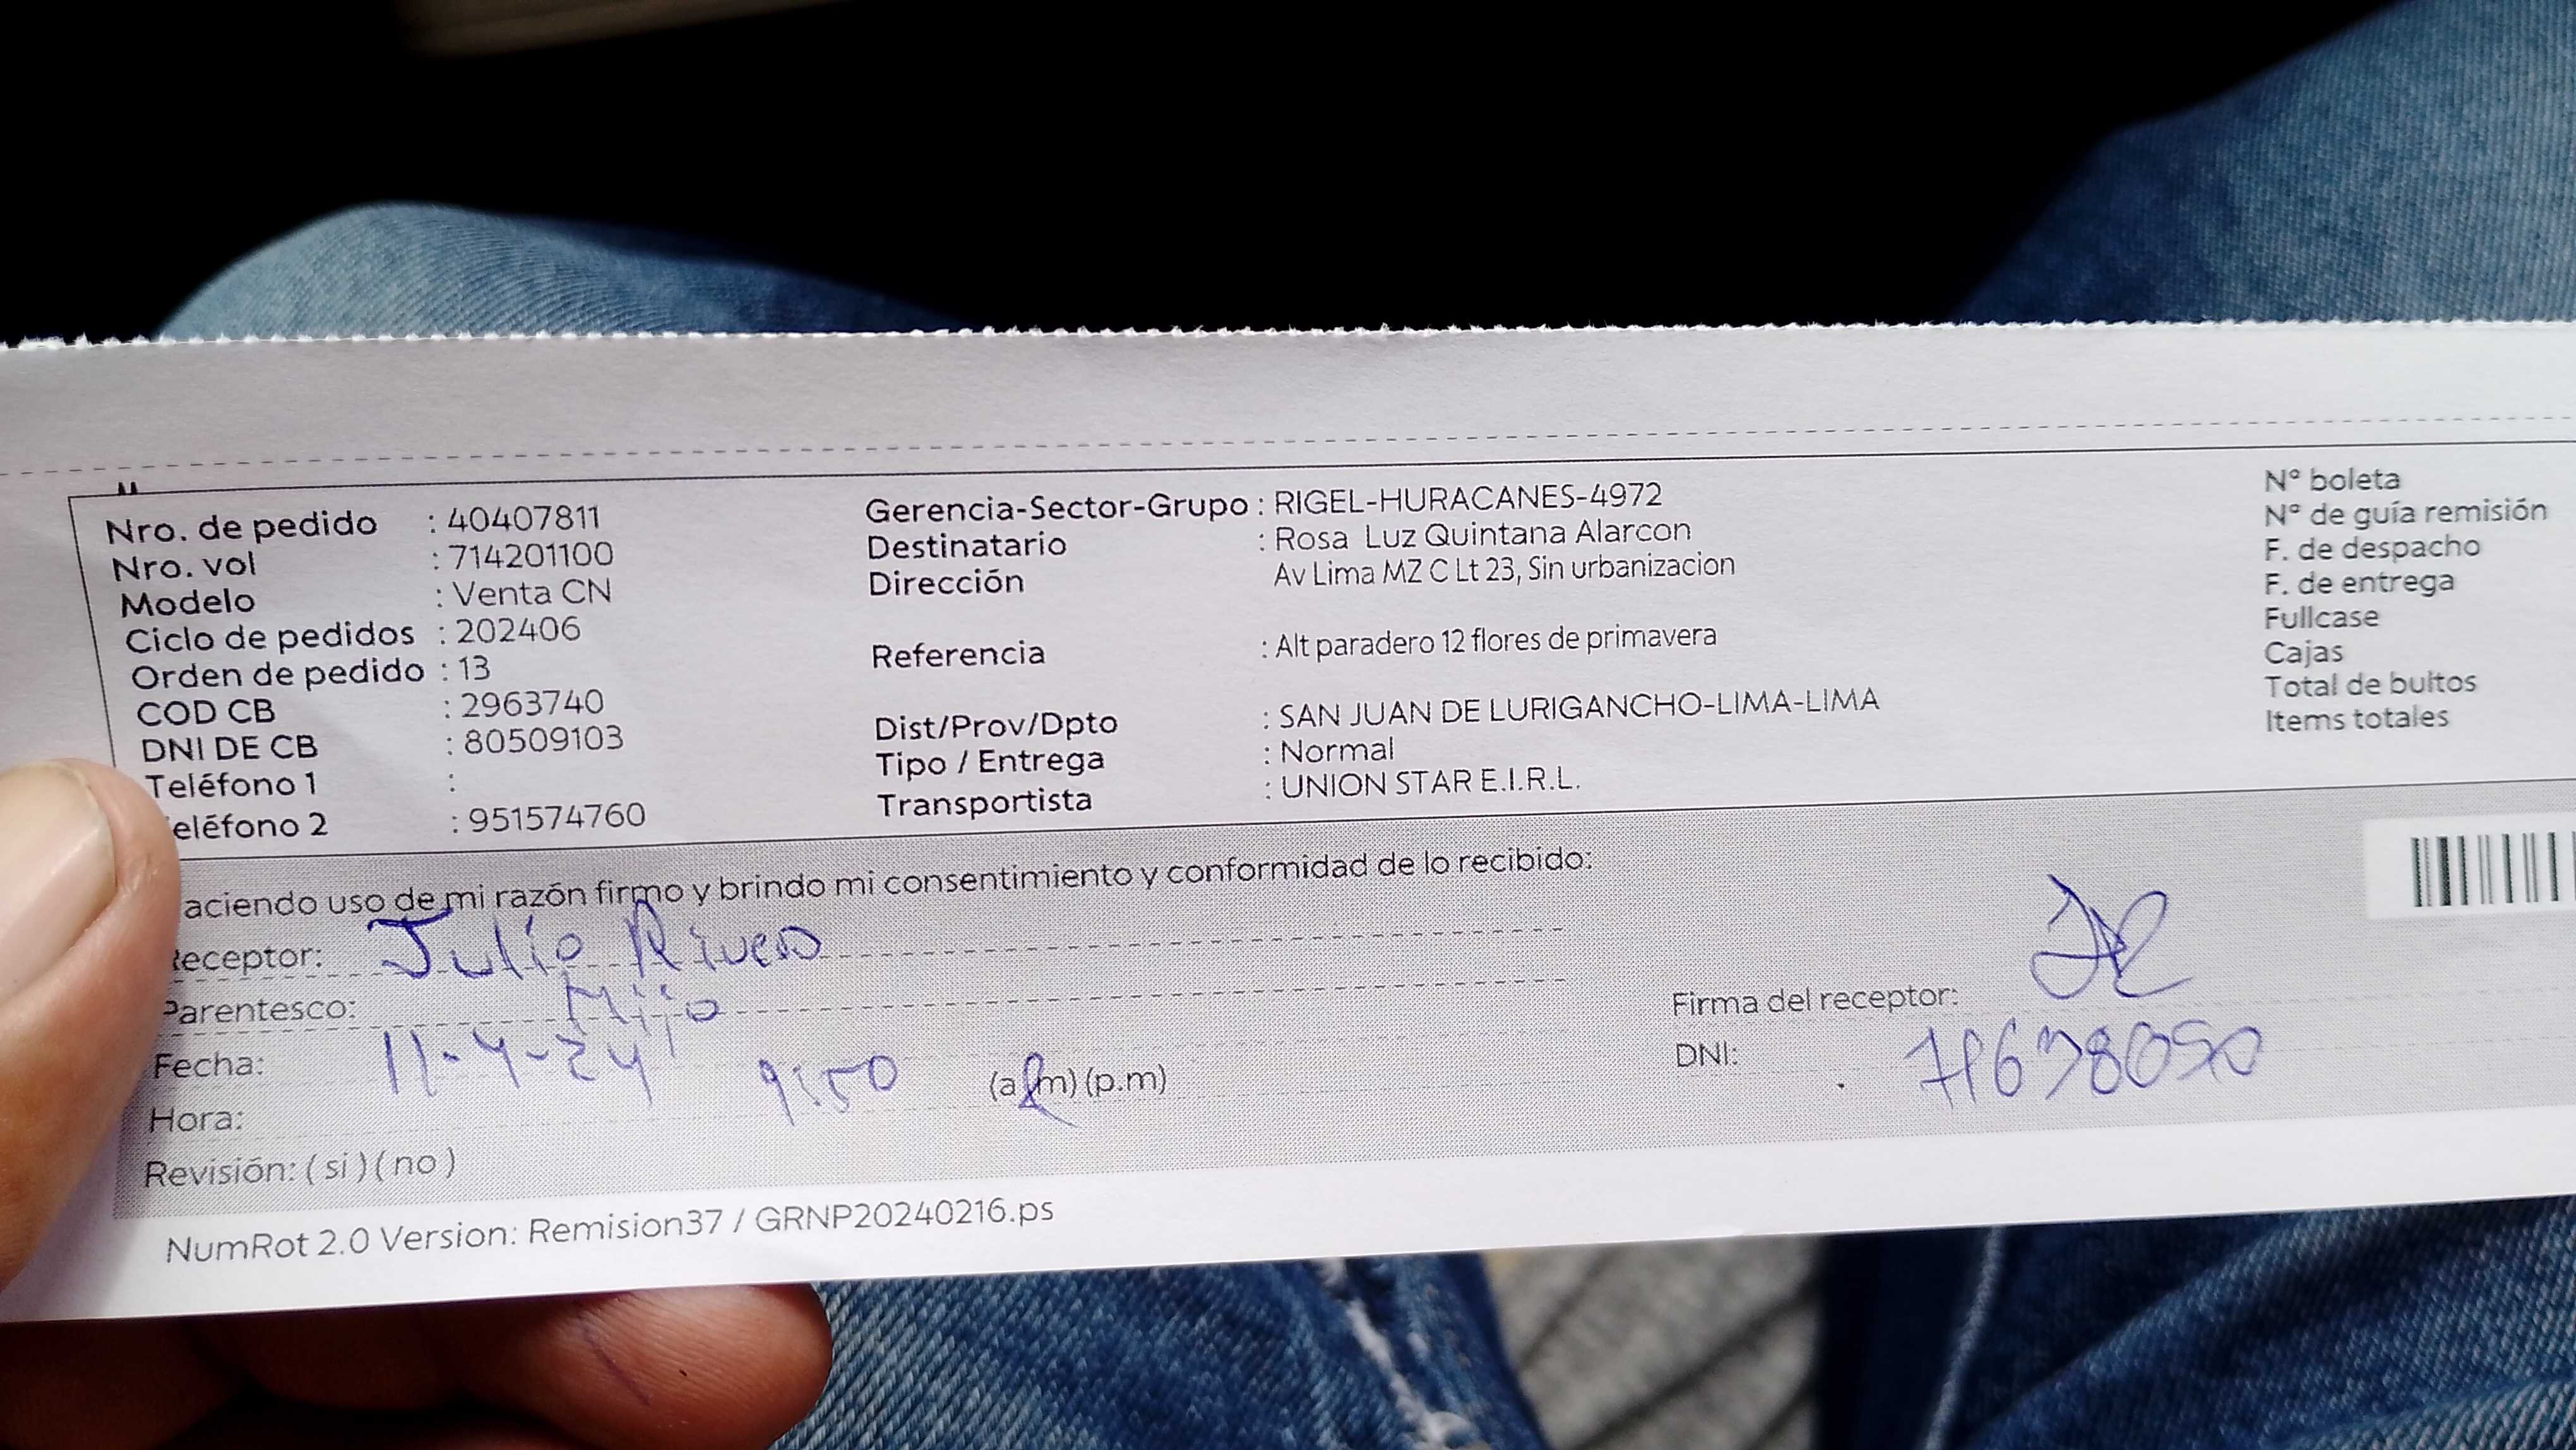 Nro. de pedido : 40407811
Nro. vol : 714201100
Modelo : Venta CN
Ciclo de pedidos : 202406
Orden de pedido : 13
COD CB : 2963740
DNI DE CB : 80509103
Teléfono 1 :
eléfono 2 : 951574760
Gerencia-Sector-Grupo : RIGEL-HURACANES-4972
Destinatario : Rosa Luz Quintana Alarcon
Dirección Av Lima MZ C Lt 23, Sin urbanizacion
Referencia : Alt paradero 12 flores de primavera
Dist/Prov/Dpto : SAN JUAN DE LURIGANCHO-LIMA-LIMA
Tipo / Entrega : Normal
Transportista : UNION STAR E.I.R.L.
N° boleta
N° de guía remisión
F. de despacho
F. de entrega
Fullcase
Cajas
Total de bultos
Items totales
aciendo uso de mi razón firmo y brindo mi consentimiento y conformidad de lo recibido:
Receptor: Julio Rivero
Parentesco: Hijo
Fecha: 11-4-24
Hora: 9:50 (a.m) (p.m)
Revisión: ( si ) ( no )
Firma del receptor:
DNI:
NumRot 2.0 Version: Remision37 / GRNP20240216.ps